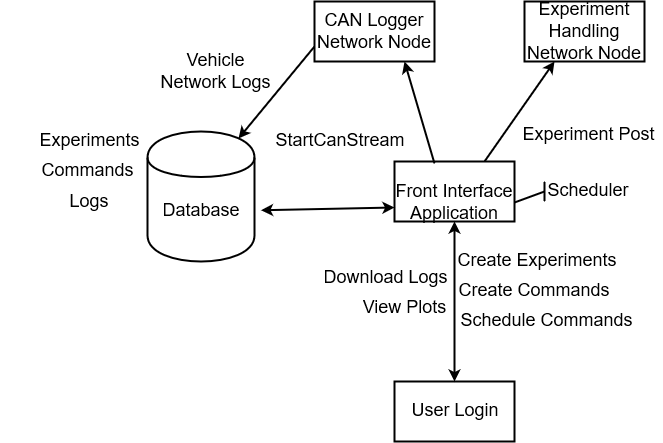 CAN Logger
Network Node
Experiment
Handling
Network Node
Vehicle
Network Logs
Experiments
Commands
Logs
StartCanStream
Experiment Post
Database
Front Interface
Application
Scheduler
Download Logs
View Plots
Create Experiments
Create Commands
Schedule Commands
User Login